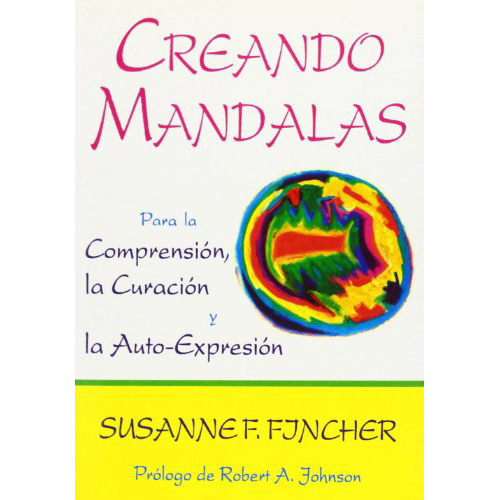 CREANDO
MANDALAS
Para la
Comprensión,
la Curación
y
la Auto-Expresión
SUSANNE F. FINCHER
Prólogo de Robert A. Johnson